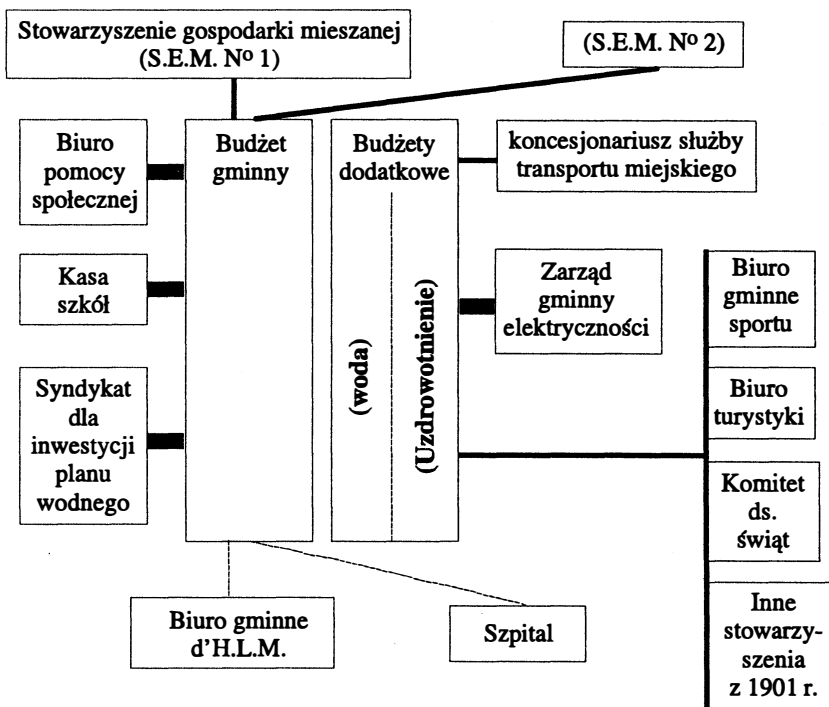 Stowarzyszenie gospodarki mieszanej
(S.E.M. Nº 1)
(S.E.M. Nº 2)
Biuro
pomocy
społecznej
Budżet
gminny
Budżety
dodatkowe
koncesjonariusz służby
transportu miejskiego
Kasa
szkół
(woda)
(Uzdrowotnienie)
Zarząd
gminny
elektryczności
Biuro
gminne
sportu
Syndykat
dla
inwestycji
planu
wodnego
Biuro
turystyki
Komitet
ds.
świąt
Biuro gminne
d'H.L.M.
Szpital
Inne
stowarzy-
szenia
z 1901 r.